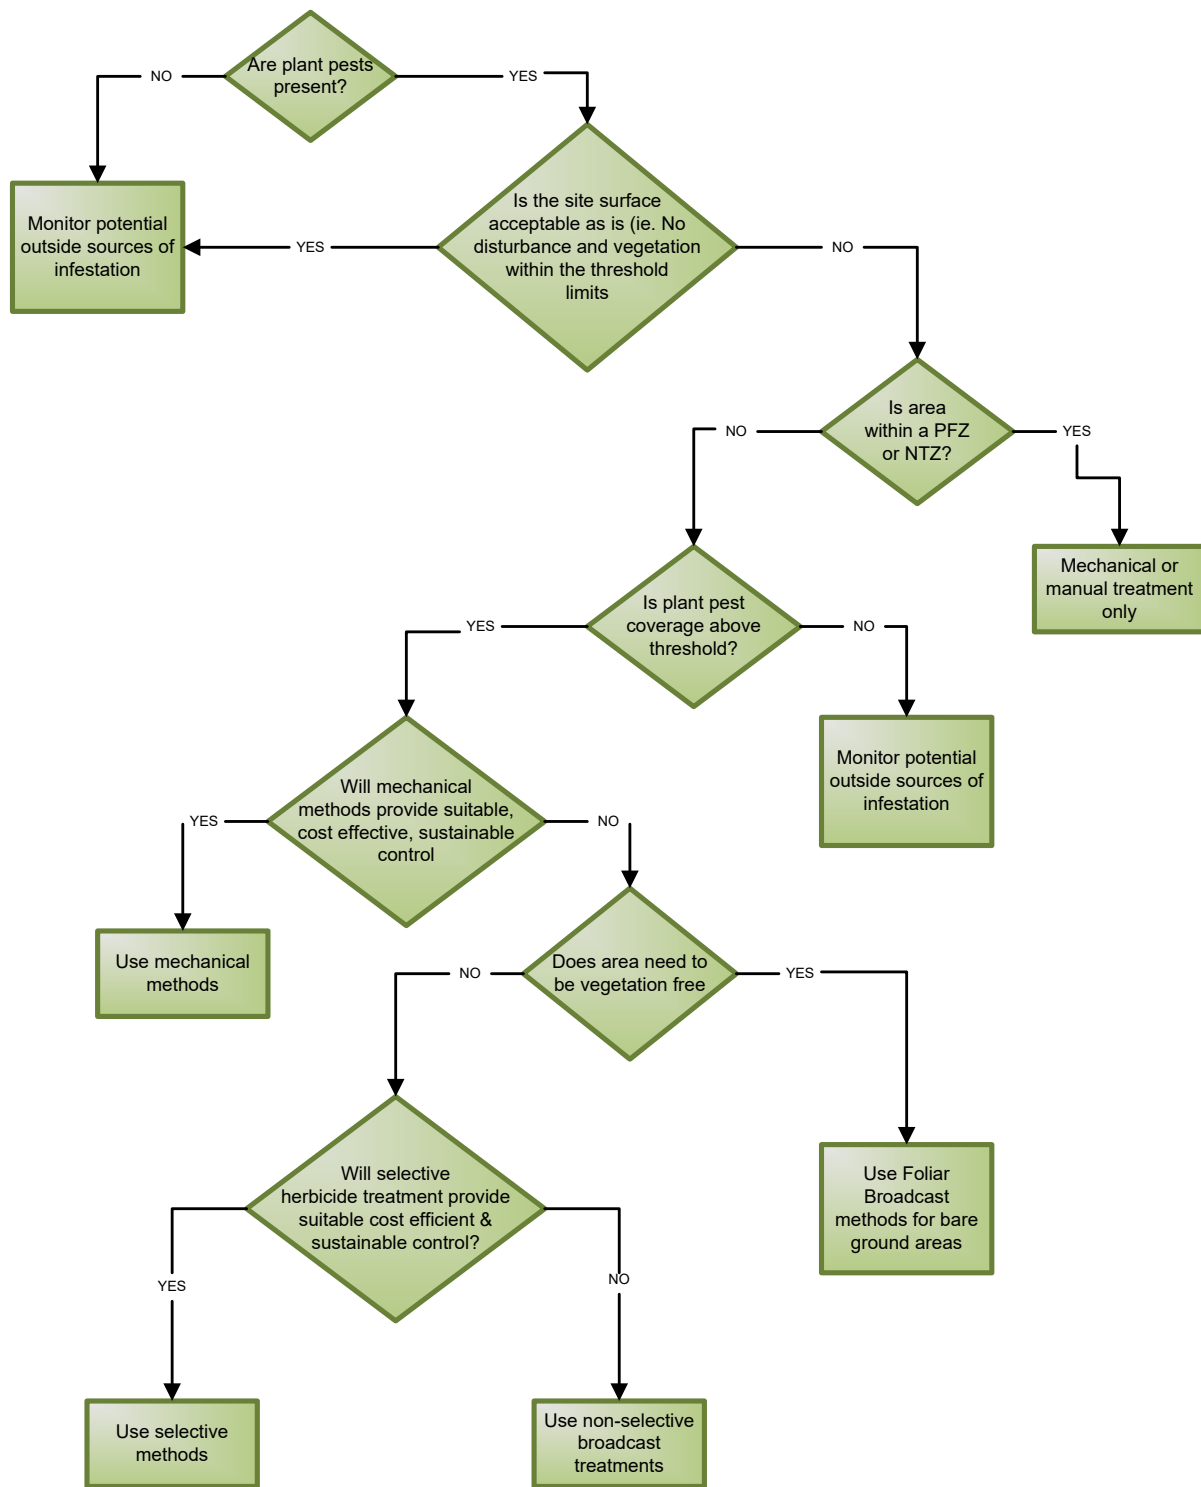 Are plant pests
present?
NO
YES
Monitor potential
outside sources of
infestation
YES
Is the site surface
acceptable as is (ie. No
disturbance and vegetation
within the threshold
limits
NO
Is area
within a PFZ
or NTZ?
NO
YES
Mechanical or
manual treatment
only
Is plant pest
coverage above
threshold?
YES
NO
Monitor potential
outside sources of
infestation
Will mechanical
methods provide suitable,
cost effective, sustainable
control
YES
NO
Use mechanical
methods
Does area need to
be vegetation free
NO
YES
Use Foliar
Broadcast
methods for bare
ground areas
Will selective
herbicide treatment provide
suitable cost efficient &
sustainable control?
YES
NO
Use selective
methods
Use non-selective
broadcast
treatments